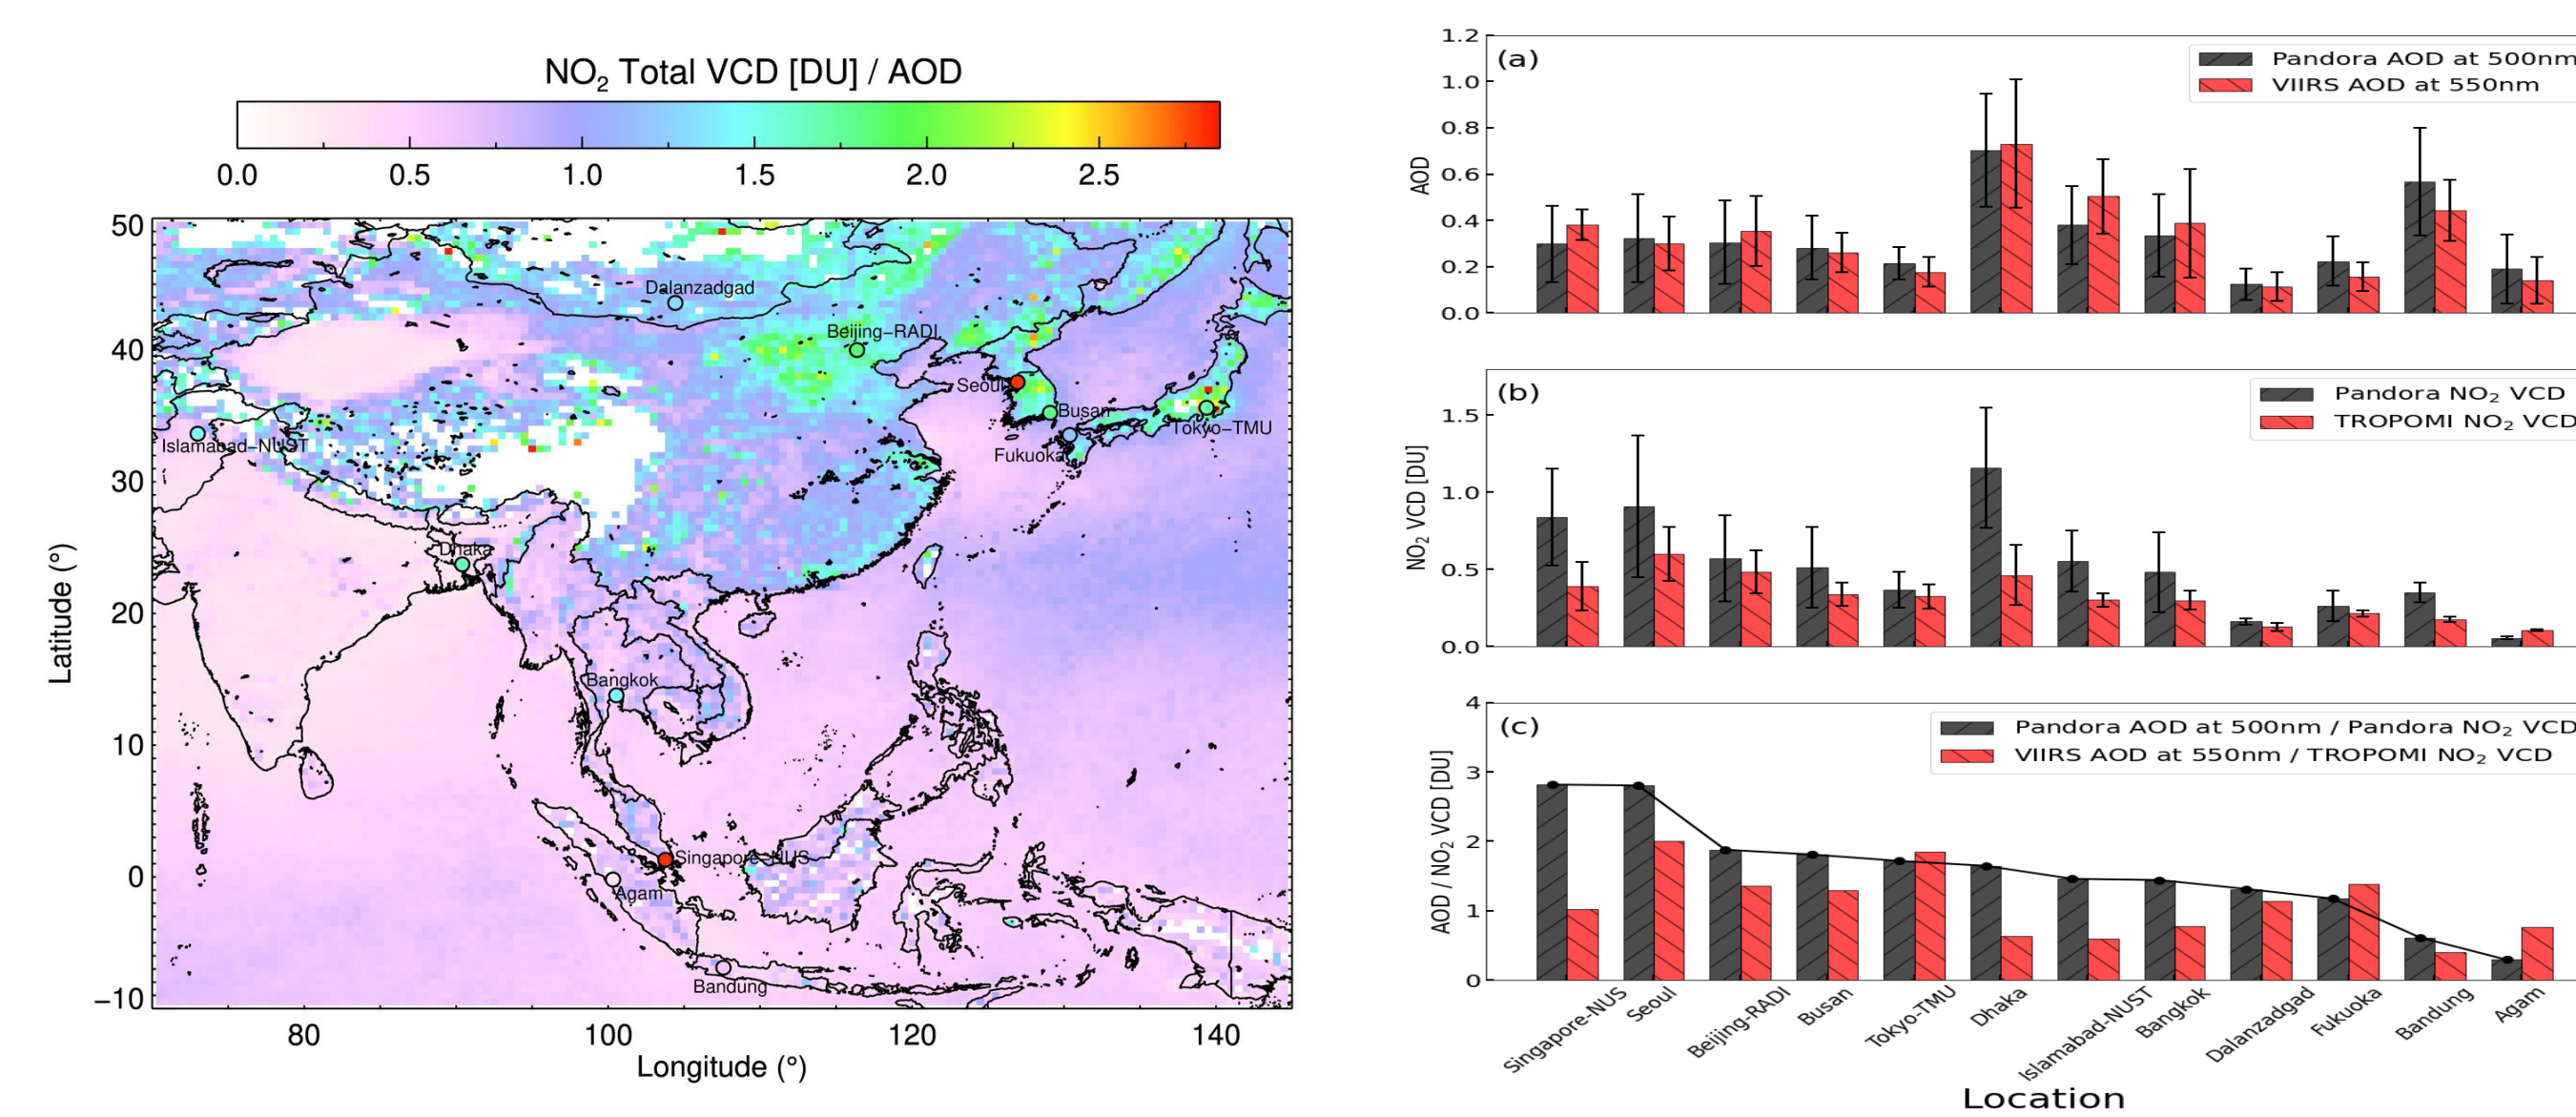 NO₂ Total VCD [DU] / AOD
0.0 0.5 1.0 1.5 2.0 2.5
Latitude (°)
50
40
30
20
10
0
−10
Dalanzadgad
Beijing−RADI
Seoul
Busan
Tokyo−TMU
Fukuoka
Islamabad−NUST
Dhaka
Bangkok
Singapore−NUS
Agam
Bandung
80 100 120 140
Longitude (°)
(a)
Pandora AOD at 500nm
VIIRS AOD at 550nm
AOD
1.2
1.0
0.8
0.6
0.4
0.2
0.0
(b)
Pandora NO₂ VCD
TROPOMI NO₂ VCD
NO₂ VCD [DU]
1.5
1.0
0.5
0.0
(c)
Pandora AOD at 500nm / Pandora NO₂ VCD
VIIRS AOD at 550nm / TROPOMI NO₂ VCD
AOD / NO₂ VCD [DU]
4
3
2
1
0
Singapore-NUS
Seoul
Beijing-RADI
Busan
Tokyo-TMU
Dhaka
Islamabad-NUST
Bangkok
Dalanzadgad
Fukuoka
Bandung
Agam
Location